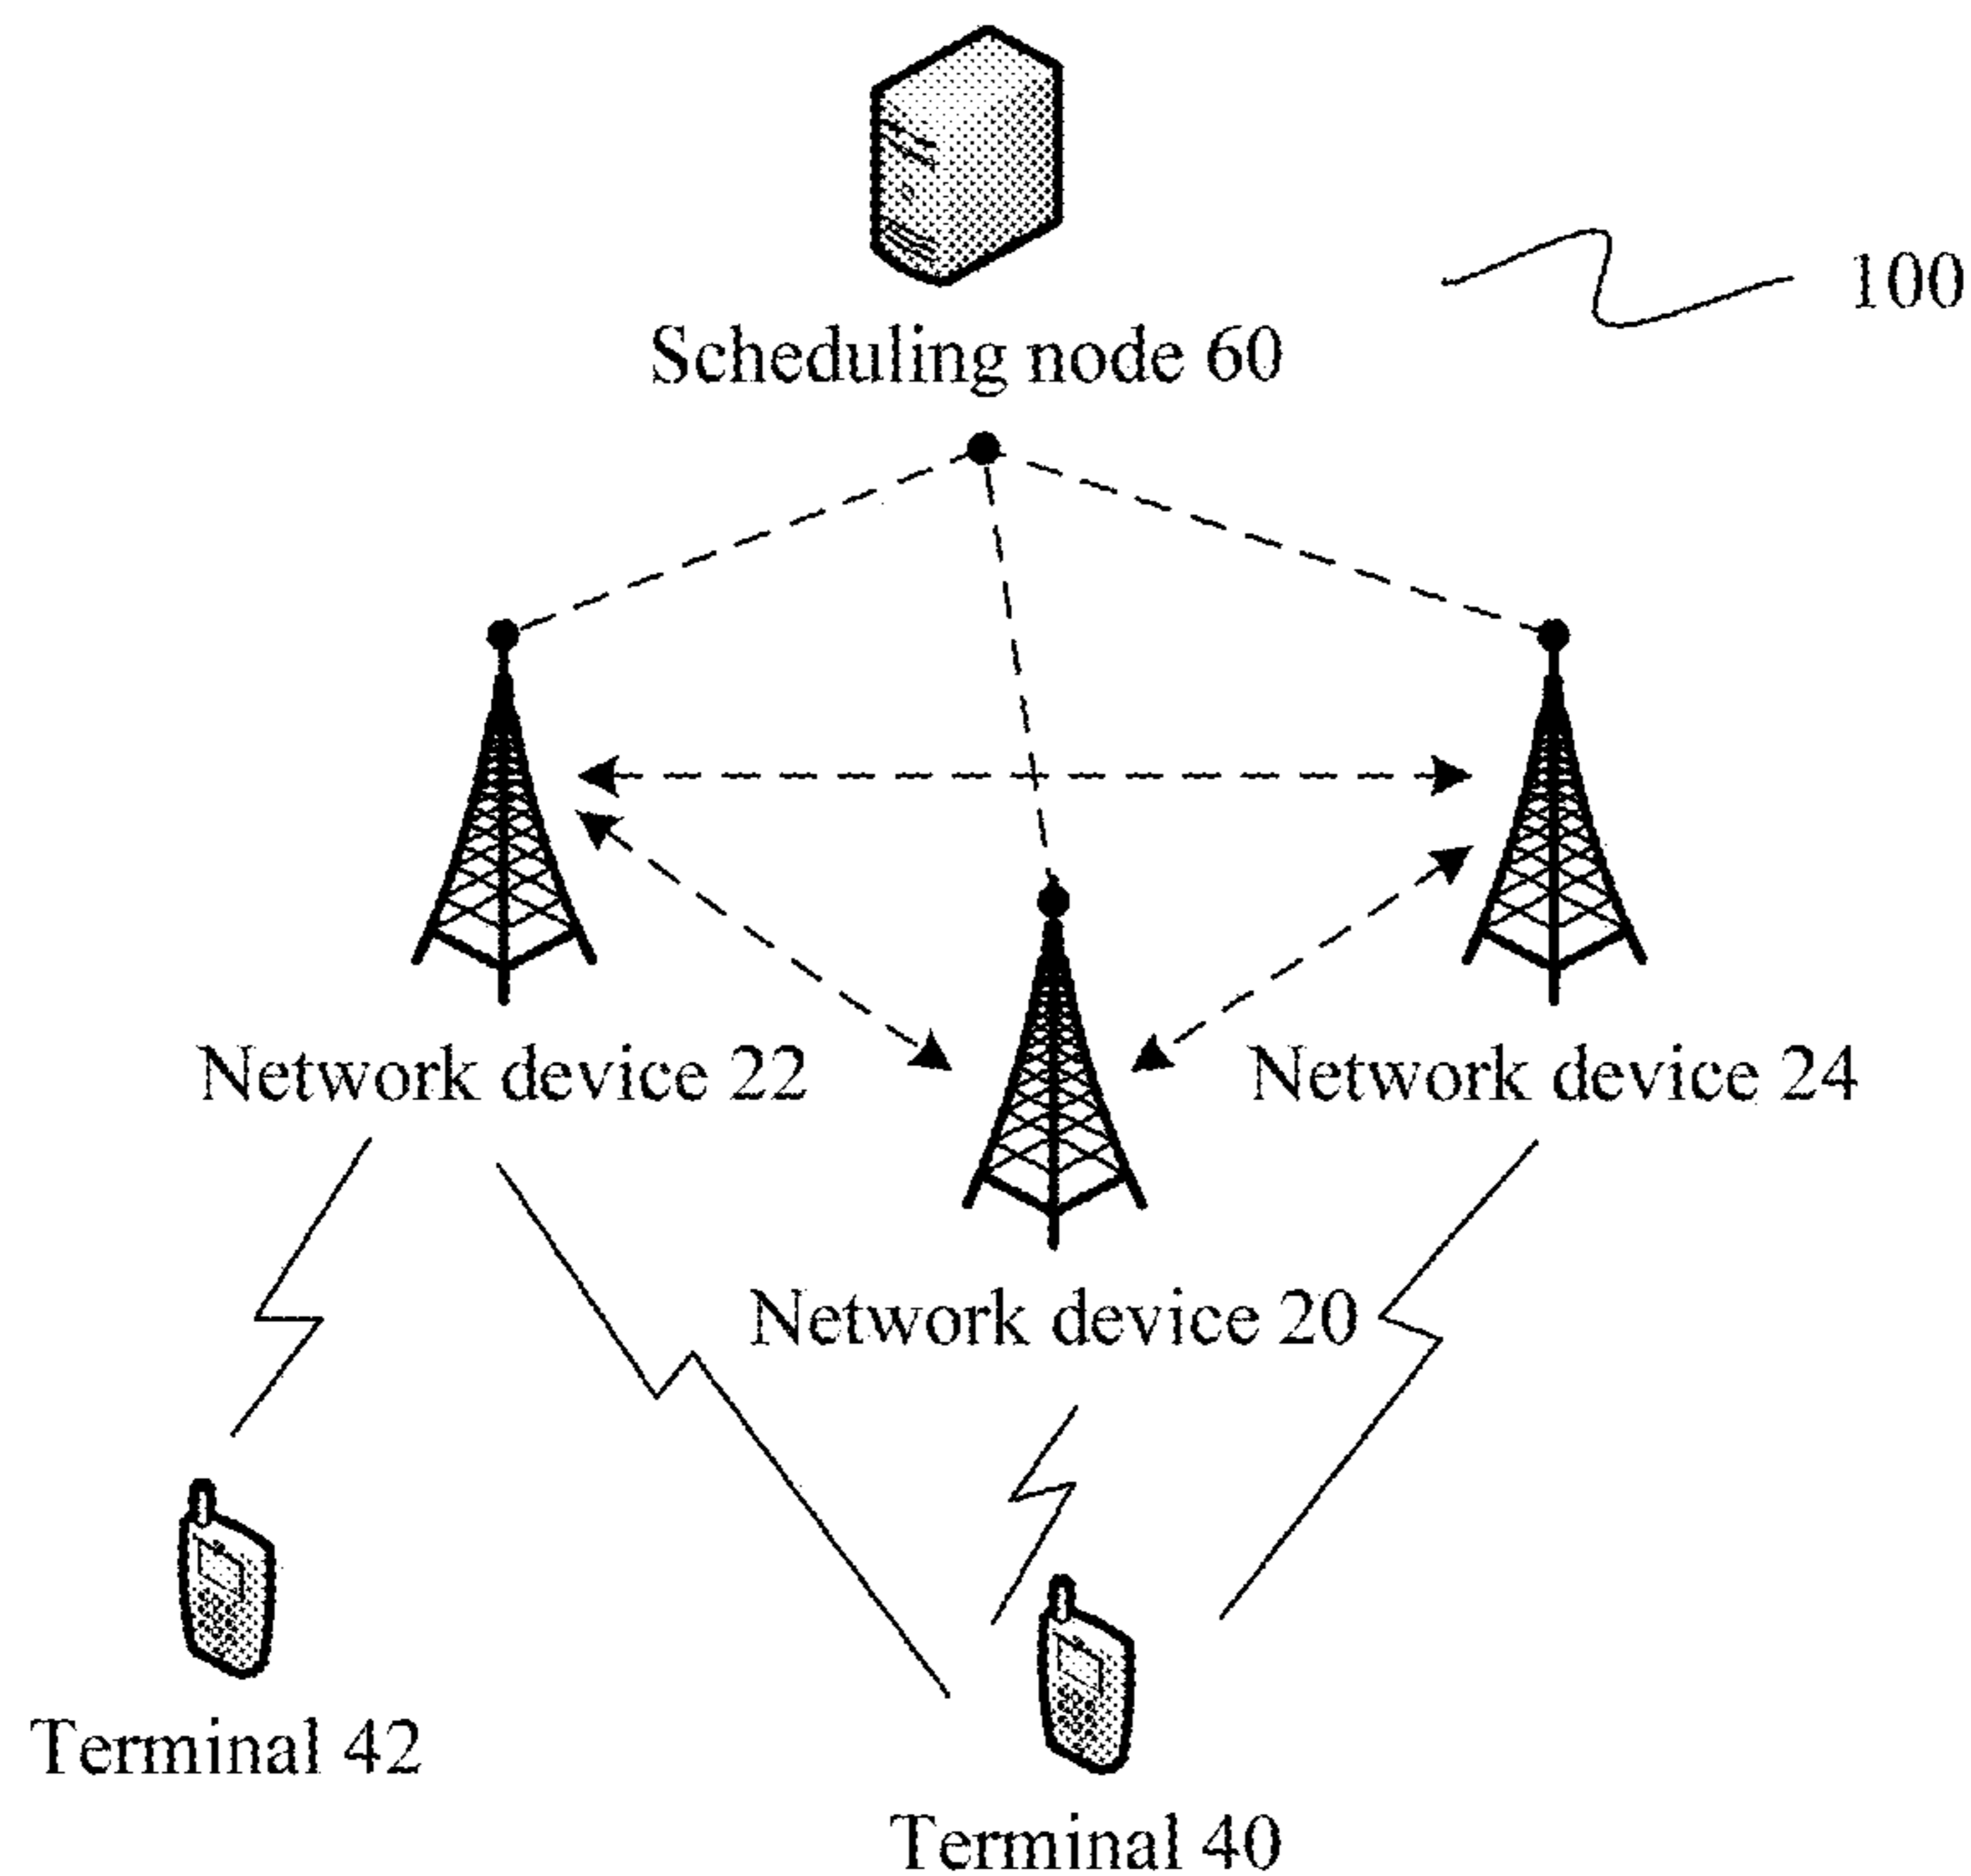 100
Scheduling node 60
Network device 22
Network device 24
Network device 20
Terminal 42
Terminal 40